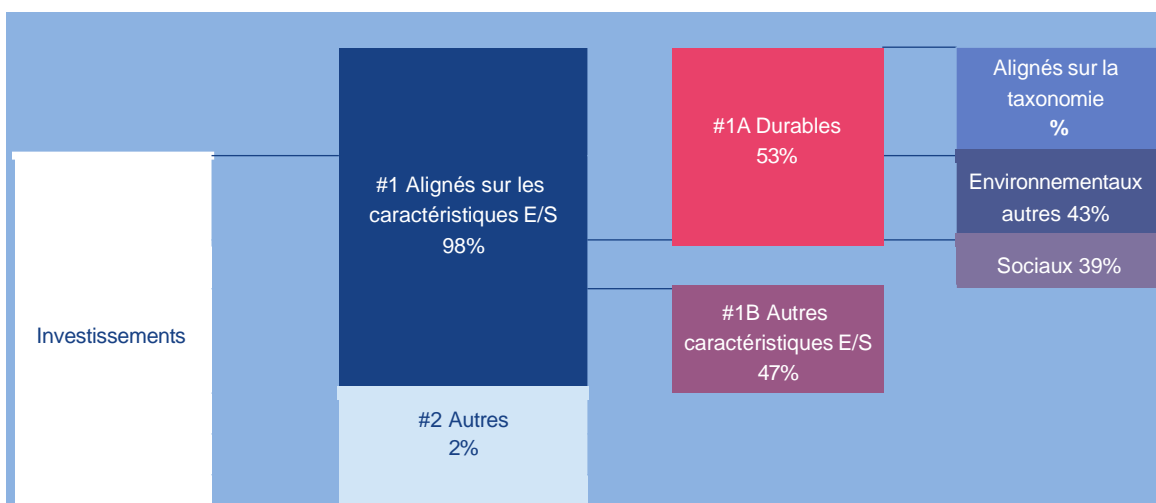 Investissements
#1 Alignés sur les
caractéristiques E/S
98%
#2 Autres
2%
#1A Durables
53%
#1B Autres
caractéristiques E/S
47%
Alignés sur la
taxonomie
%
Environnementaux
autres 43%
Sociaux 39%